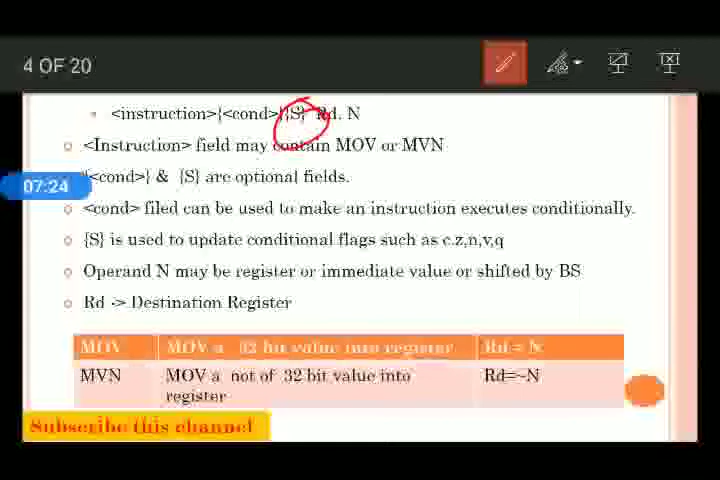 4 OF 20
<instruction>{<cond>}{S} Rd. N
<Instruction> field may contain MOV or MVN
<cond>} & {S} are optional fields.
07:24
<cond> filed can be used to make an instruction executes conditionally.
{S} is used to update conditional flags such as c.z,n,v,q
Operand N may be register or immediate value or shifted by BS
Rd -> Destination Register
MOV MOV a 32 bit value into register Rd = N
MVN MOV a not of 32 bit value into register Rd=~N
Subscribe this channel